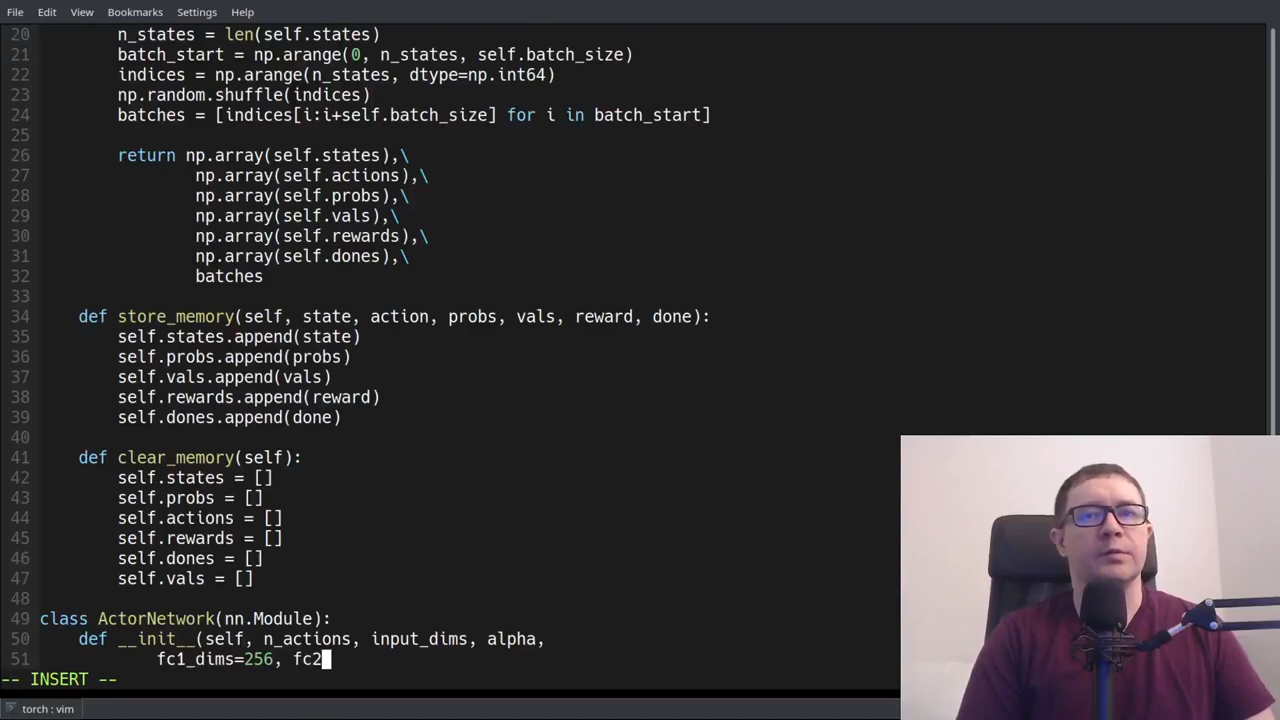 File Edit View Bookmarks Settings Help
20 n_states = len(self.states)
21 batch_start = np.arange(0, n_states, self.batch_size)
22 indices = np.arange(n_states, dtype=np.int64)
23 np.random.shuffle(indices)
24 batches = [indices[i:i+self.batch_size] for i in batch_start]
25
26 return np.array(self.states),\
27 np.array(self.actions),\
28 np.array(self.probs),\
29 np.array(self.vals),\
30 np.array(self.rewards),\
31 np.array(self.dones),\
32 batches
33
34 def store_memory(self, state, action, probs, vals, reward, done):
35 self.states.append(state)
36 self.probs.append(probs)
37 self.vals.append(vals)
38 self.rewards.append(reward)
39 self.dones.append(done)
40
41 def clear_memory(self):
42 self.states = []
43 self.probs = []
44 self.actions = []
45 self.rewards = []
46 self.dones = []
47 self.vals = []
48
49 class ActorNetwork(nn.Module):
50 def __init__(self, n_actions, input_dims, alpha,
51 fc1_dims=256, fc2
-- INSERT --
torch : vim